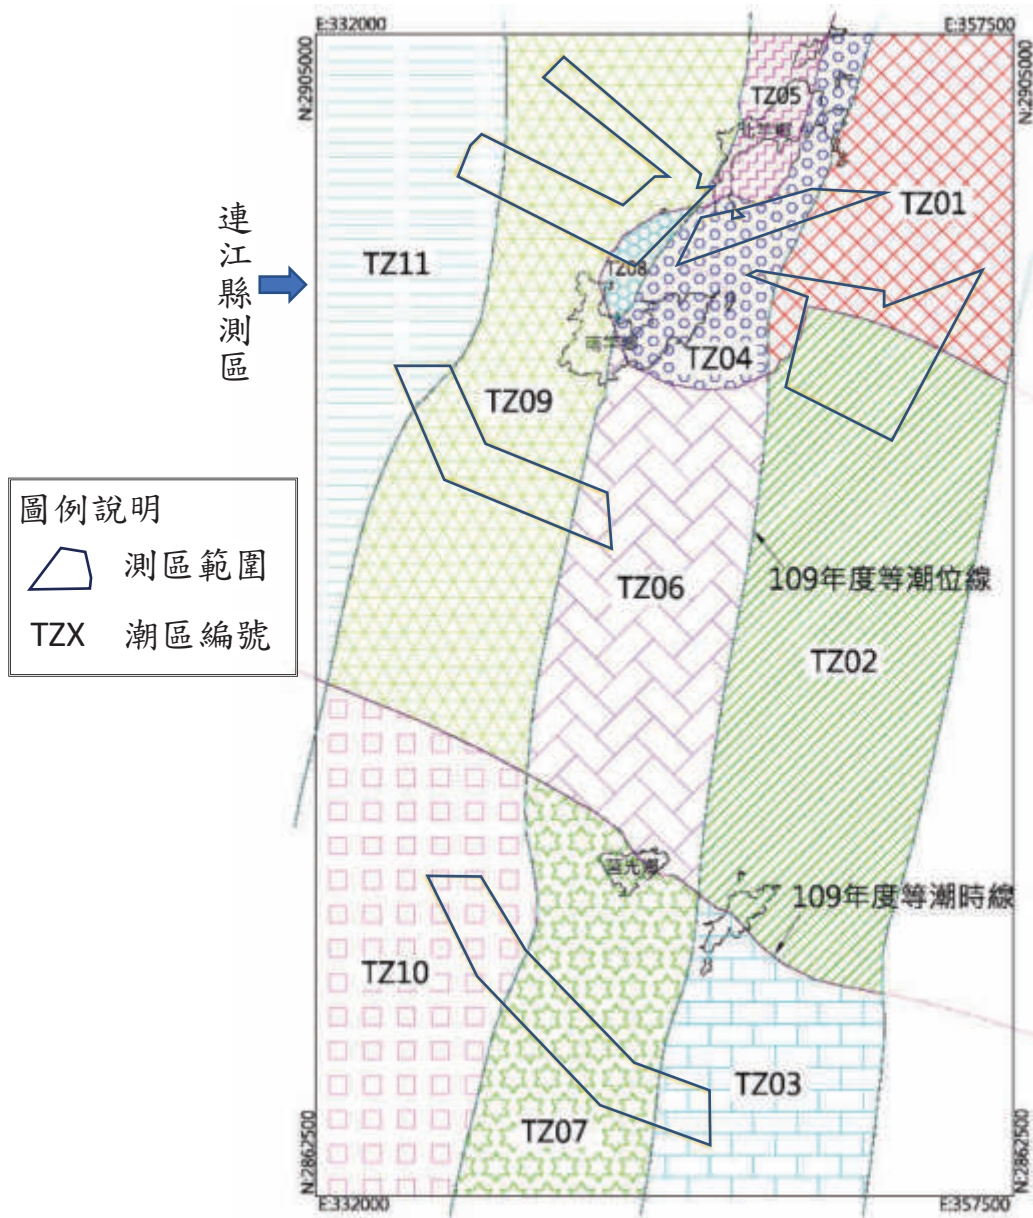 E:332000
E:357500
N:2905000
N:2905000
TZ05
北竿鄉
TZ01
連江縣測區
TZ11
TZ08
南竿鄉
TZ04
TZ09
圖例說明
測區範圍
TZX 潮區編號
TZ06
109年度等潮位線
TZ02
莒光鄉
109年度等潮時線
TZ10
TZ03
TZ07
N:2862500
N:2862500
E:332000
E:357500